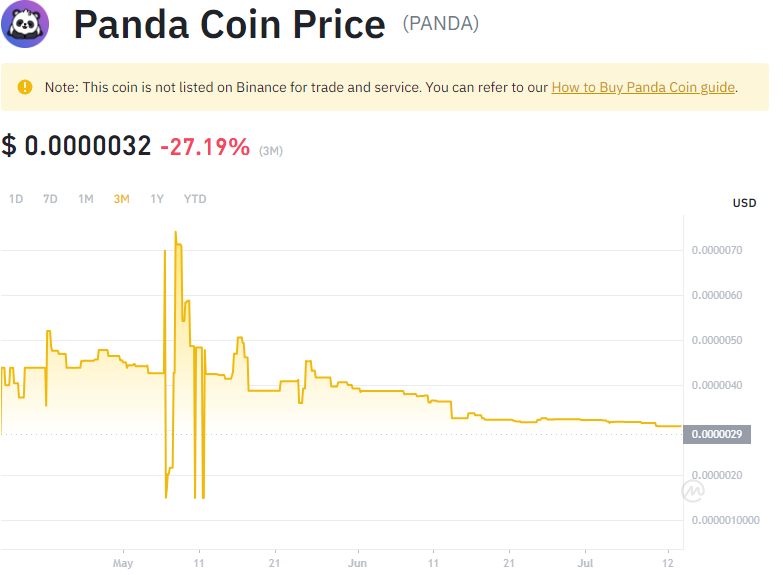 Panda Coin Price (PANDA)
Note: This coin is not listed on Binance for trade and service. You can refer to our How to Buy Panda Coin guide.
$ 0.0000032 -27.19% (3M)
1D 7D 1M 3M 1Y YTD
USD
0.0000070
0.0000060
0.0000050
0.0000040
0.0000029
0.0000020
0.0000010000
May 11 21 Jun 11 21 Jul 12